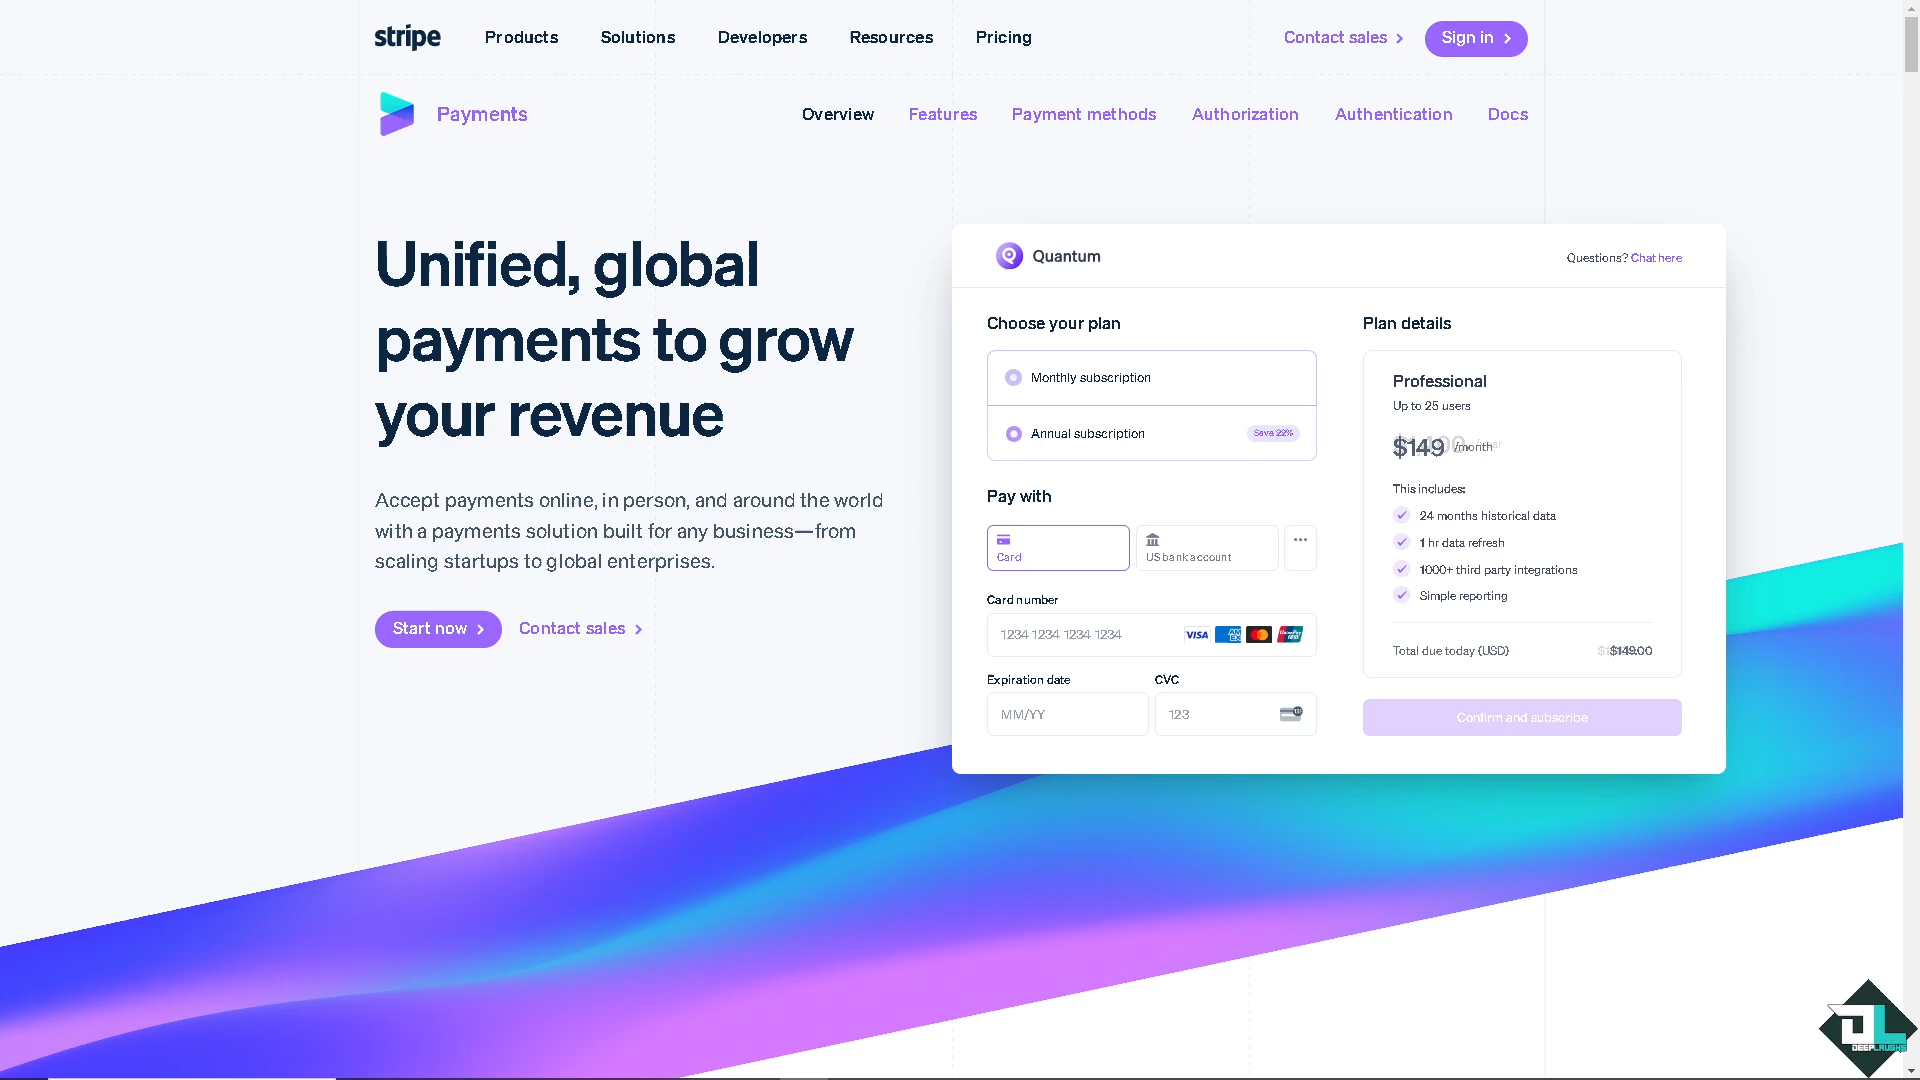 stripe
Products
Solutions
Developers
Resources
Pricing
Contact sales
Sign in
Payments
Overview
Features
Payment methods
Authorization
Authentication
Docs
Unified, global
payments to grow
your revenue
Accept payments online, in person, and around the world
with a payments solution built for any business—from
scaling startups to global enterprises.
Start now
Contact sales
Quantum
Questions? Chat here
Choose your plan
Monthly subscription
Annual subscription
Save 22%
Pay with
Card
US bank account
Card number
1234 1234 1234 1234
VISA
AMEX
UnionPay
Expiration date
CVC
MM/YY
123
Plan details
Professional
Up to 25 users
$149 /month
This includes:
24 months historical data
1 hr data refresh
1000+ third party integrations
Simple reporting
Total due today (USD)
$149.00
Confirm and subscribe
DEEPLAUGHS